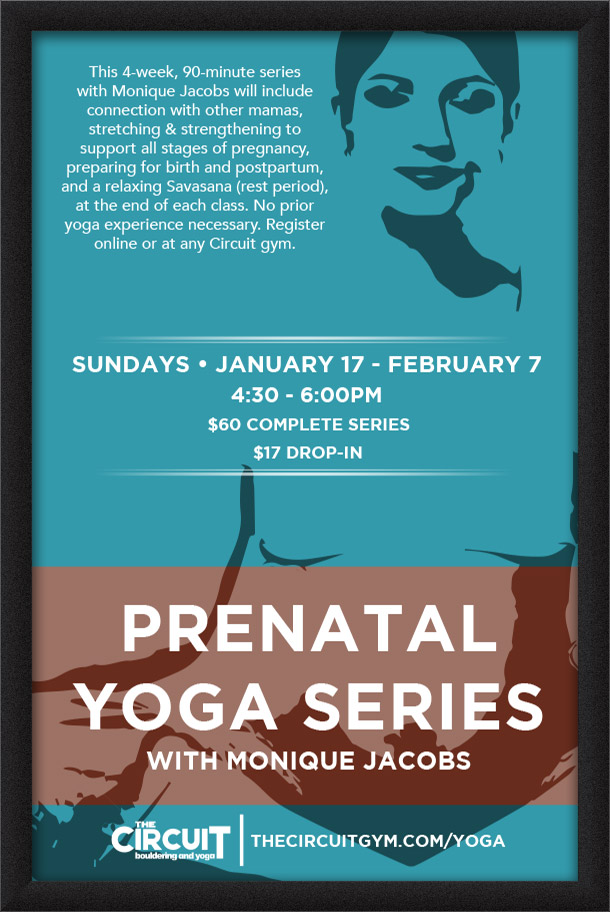 This 4-week, 90-minute series
with Monique Jacobs will include
connection with other mamas,
stretching & strengthening to
support all stages of pregnancy,
preparing for birth and postpartum,
and a relaxing Savasana (rest period),
at the end of each class. No prior
yoga experience necessary. Register
online or at any Circuit gym.
SUNDAYS • JANUARY 17 - FEBRUARY 7
4:30 - 6:00PM
$60 COMPLETE SERIES
$17 DROP-IN
PRENATAL
YOGA SERIES
WITH MONIQUE JACOBS
THE
CIRCUIT
bouldering and yoga
THECIRCUITGYM.COM/YOGA